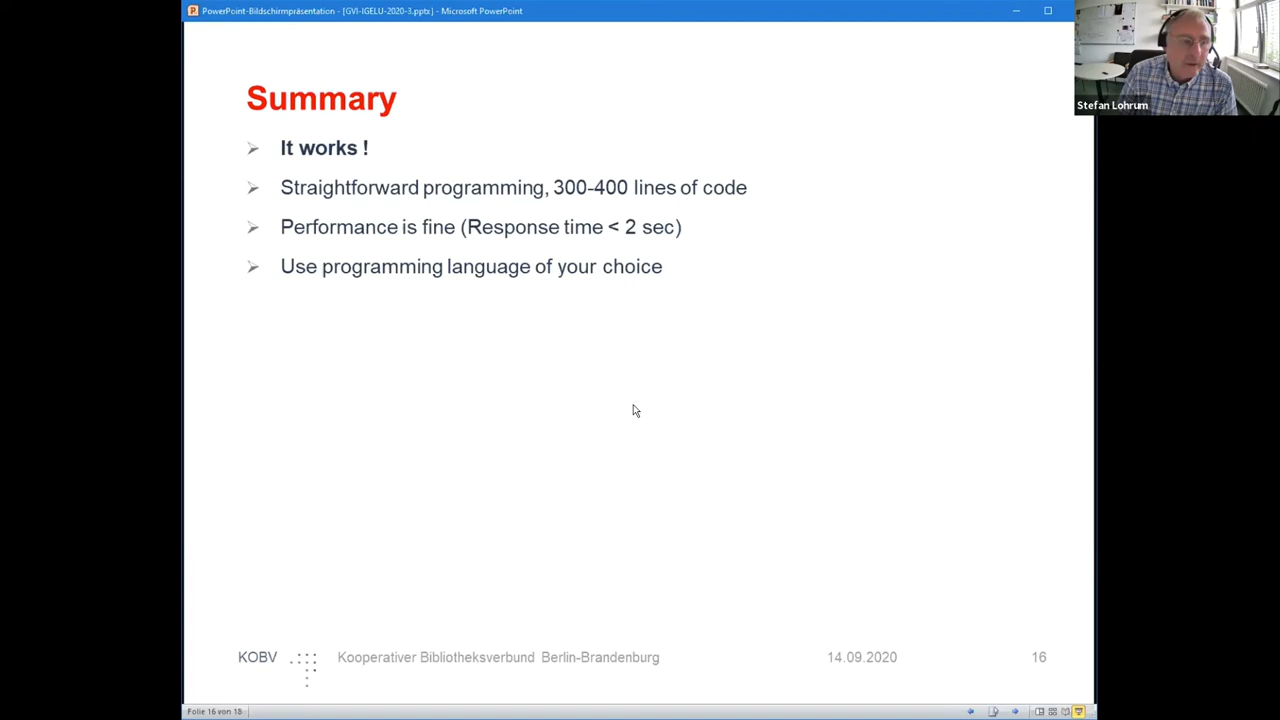 PowerPoint-Bildschirmpräsentation - [GVI-IGELU-2020-3.pptx] - Microsoft PowerPoint
Stefan Lohrum
Summary
It works !
Straightforward programming, 300-400 lines of code
Performance is fine (Response time < 2 sec)
Use programming language of your choice
KOBV Kooperativer Bibliotheksverbund Berlin-Brandenburg 14.09.2020 16
Folie 16 von 18